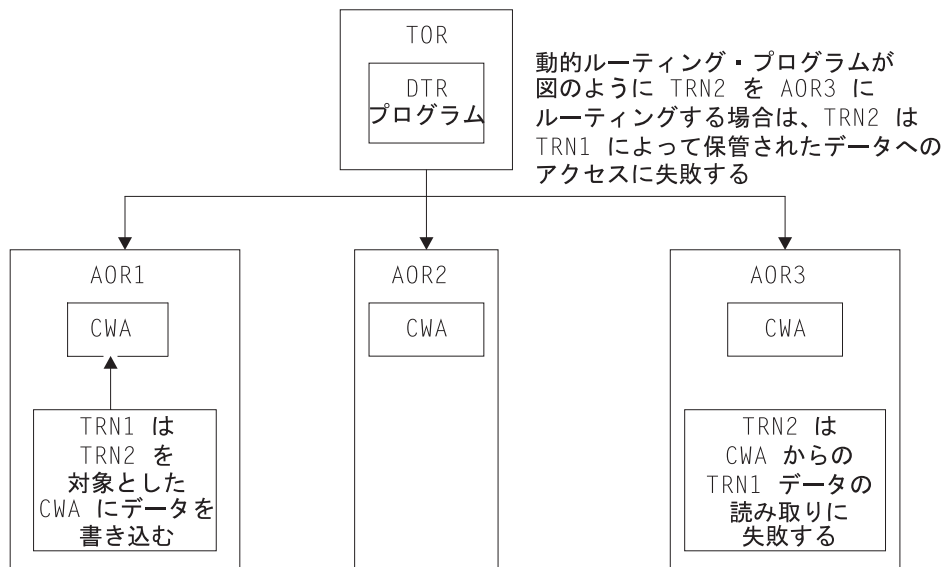 TOR
DTR
プログラム
動的ルーティング・プログラムが
図のように TRN2 を AOR3 に
ルーティングする場合は、TRN2 は
TRN1 によって保管されたデータへの
アクセスに失敗する
AOR1
CWA
TRN1 は
TRN2 を
対象とした
CWA にデータを
書き込む
AOR2
CWA
AOR3
CWA
TRN2 は
CWA からの
TRN1 データの
読み取りに
失敗する